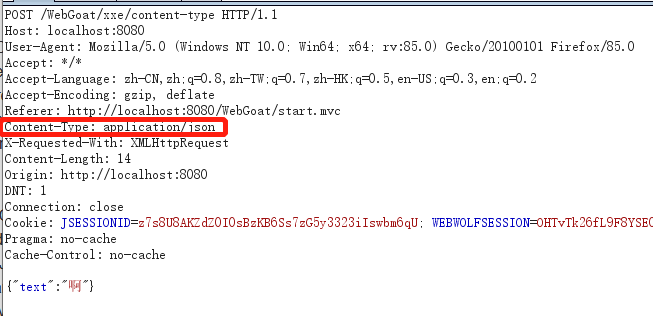 POST /WebGoat/xxe/content-type HTTP/1.1
Host: localhost:8080
User-Agent: Mozilla/5.0 (Windows NT 10.0; Win64; x64; rv:85.0) Gecko/20100101 Firefox/85.0
Accept: */*
Accept-Language: zh-CN,zh;q=0.8,zh-TW;q=0.7,zh-HK;q=0.5,en-US;q=0.3,en;q=0.2
Accept-Encoding: gzip, deflate
Referer: http://localhost:8080/WebGoat/start.mvc
Content-Type: application/json
X-Requested-With: XMLHttpRequest
Content-Length: 14
Origin: http://localhost:8080
DNT: 1
Connection: close
Cookie: JSESSIONID=z7s8U8AKZdZ0I0sBzKB6Ss7zG5y3323iIswbm6qU; WEBWOLFSESSION=OHTvTk26fL9F8YSE0
Pragma: no-cache
Cache-Control: no-cache
{"text":"啊"}